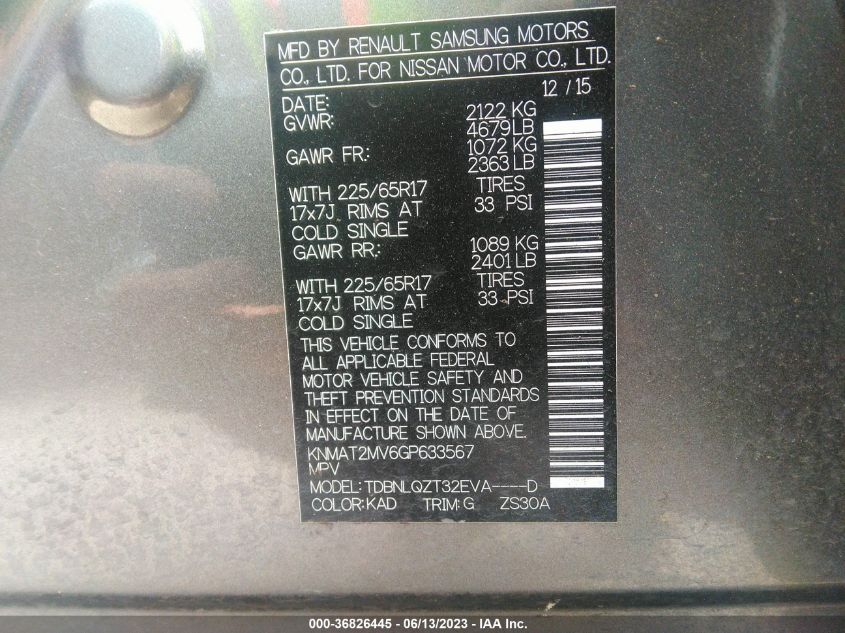 MFD BY RENAULT SAMSUNG MOTORS
CO., LTD. FOR NISSAN MOTOR CO., LTD.
DATE: 12 / 15
GVWR: 2122 KG
4679LB
GAWR FR.: 1072 KG
2363 LB
WITH 225/65R17 TIRES
17x7J RIMS AT 33 PSI
COLD SINGLE
GAWR RR.: 1089 KG
2401 LB
WITH 225/65R17 TIRES
17x7J RIMS AT 33 PSI
COLD SINGLE
THIS VEHICLE CONFORMS TO
ALL APPLICABLE FEDERAL
MOTOR VEHICLE SAFETY AND
THEFT PREVENTION STANDARDS
IN EFFECT ON THE DATE OF
MANUFACTURE SHOWN ABOVE.
KNMAT2MV6GP633567
MPV
MODEL:TDBNLQZT32EVA----D
COLOR:KAD TRIM:G ZS30A
000-36826445 - 06/13/2023 - IAA Inc.